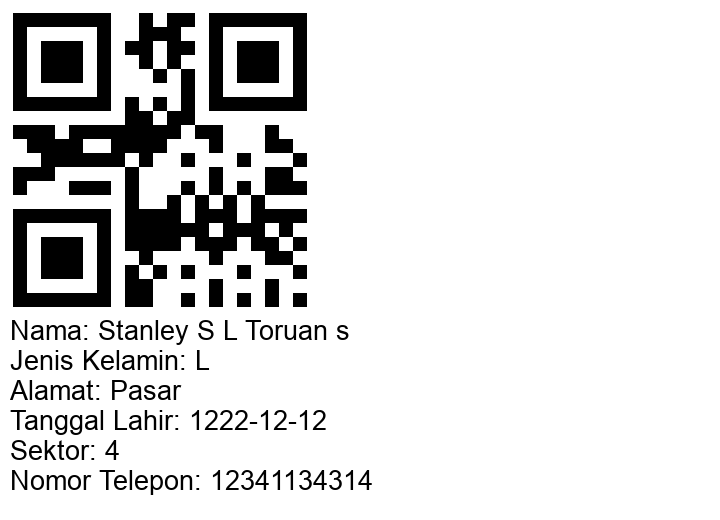 Nama: Stanley S L Toruan s
Jenis Kelamin: L
Alamat: Pasar
Tanggal Lahir: 1222-12-12
Sektor: 4
Nomor Telepon: 12341134314